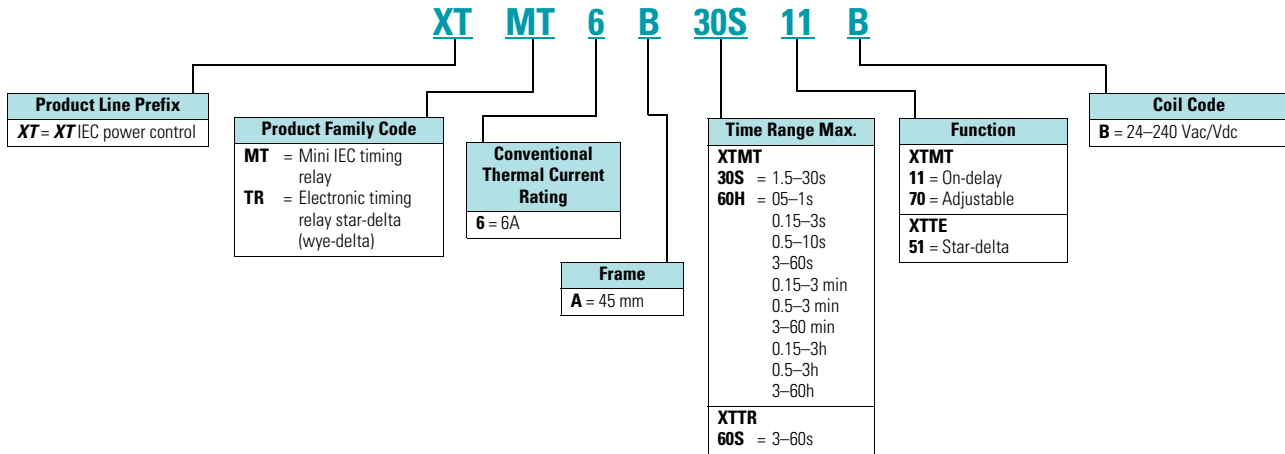 XT MT 6 B 30S 11 B
Product Line Prefix
XT = XT IEC power control
Product Family Code
MT = Mini IEC timing
relay
TR = Electronic timing
relay star-delta
(wye-delta)
Conventional
Thermal Current
Rating
6 = 6A
Frame
A = 45 mm
Time Range Max.
XTMT
30S = 1.5–30s
60H = 05–1s
0.15–3s
0.5–10s
3–60s
0.15–3 min
0.5–3 min
3–60 min
0.15–3h
0.5–3h
3–60h
XTTR
60S = 3–60s
Function
XTMT
11 = On-delay
70 = Adjustable
XTTE
51 = Star-delta
Coil Code
B = 24–240 Vac/Vdc